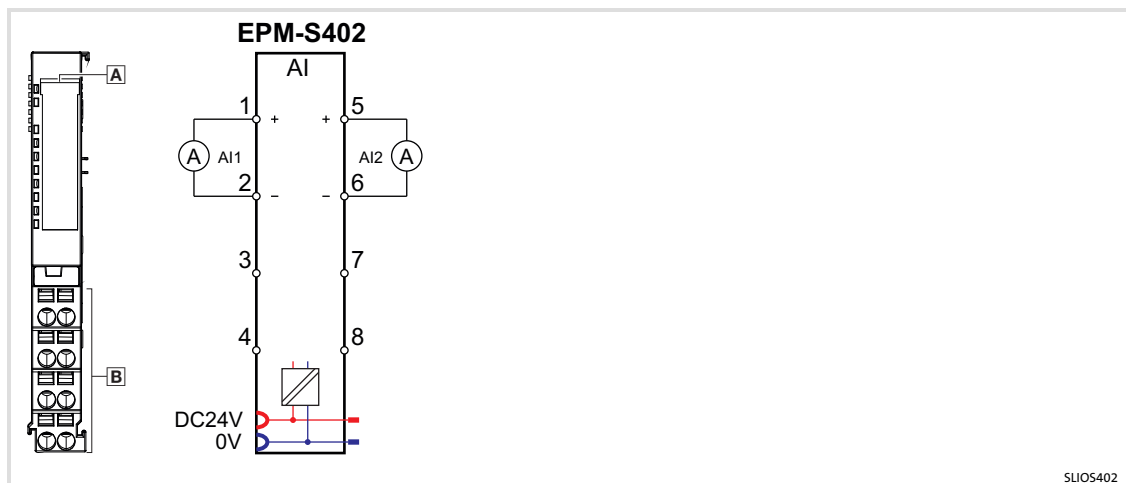 EPM-S402
A
AI
1 5
+ +
A AI1 AI2 A
2 6
– –
3 7
4 8
B
DC24V
0V
SLIOS402